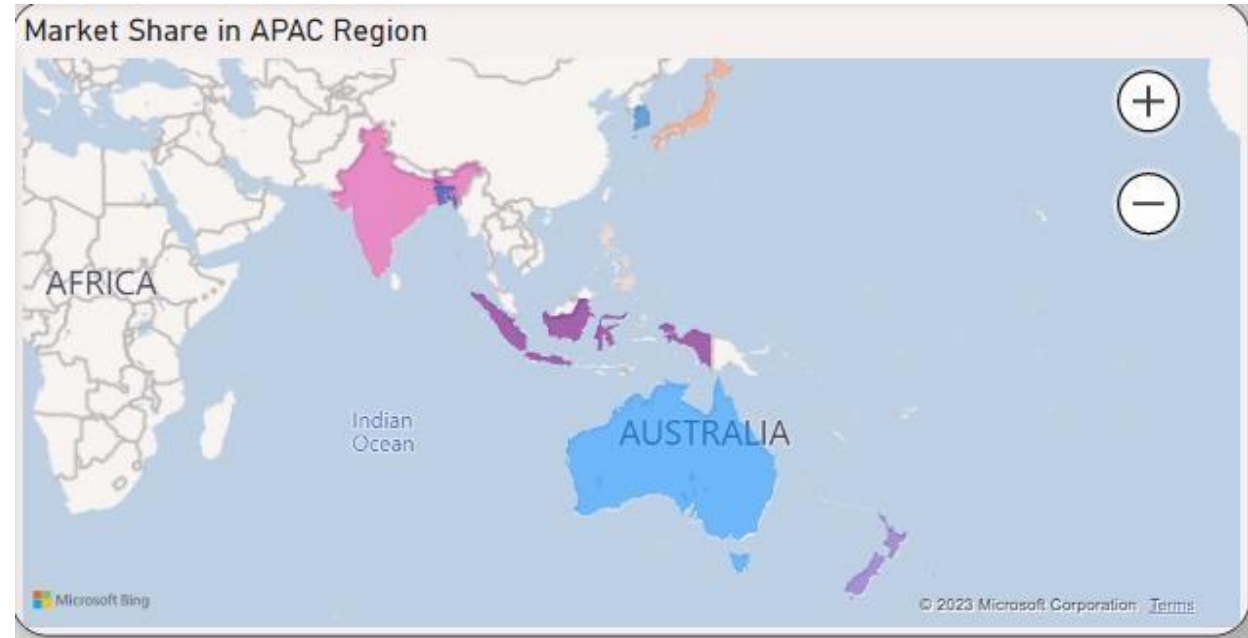 Market Share in APAC Region
+
−
AFRICA
Indian
Ocean
AUSTRALIA
Microsoft Bing
© 2023 Microsoft Corporation Terms